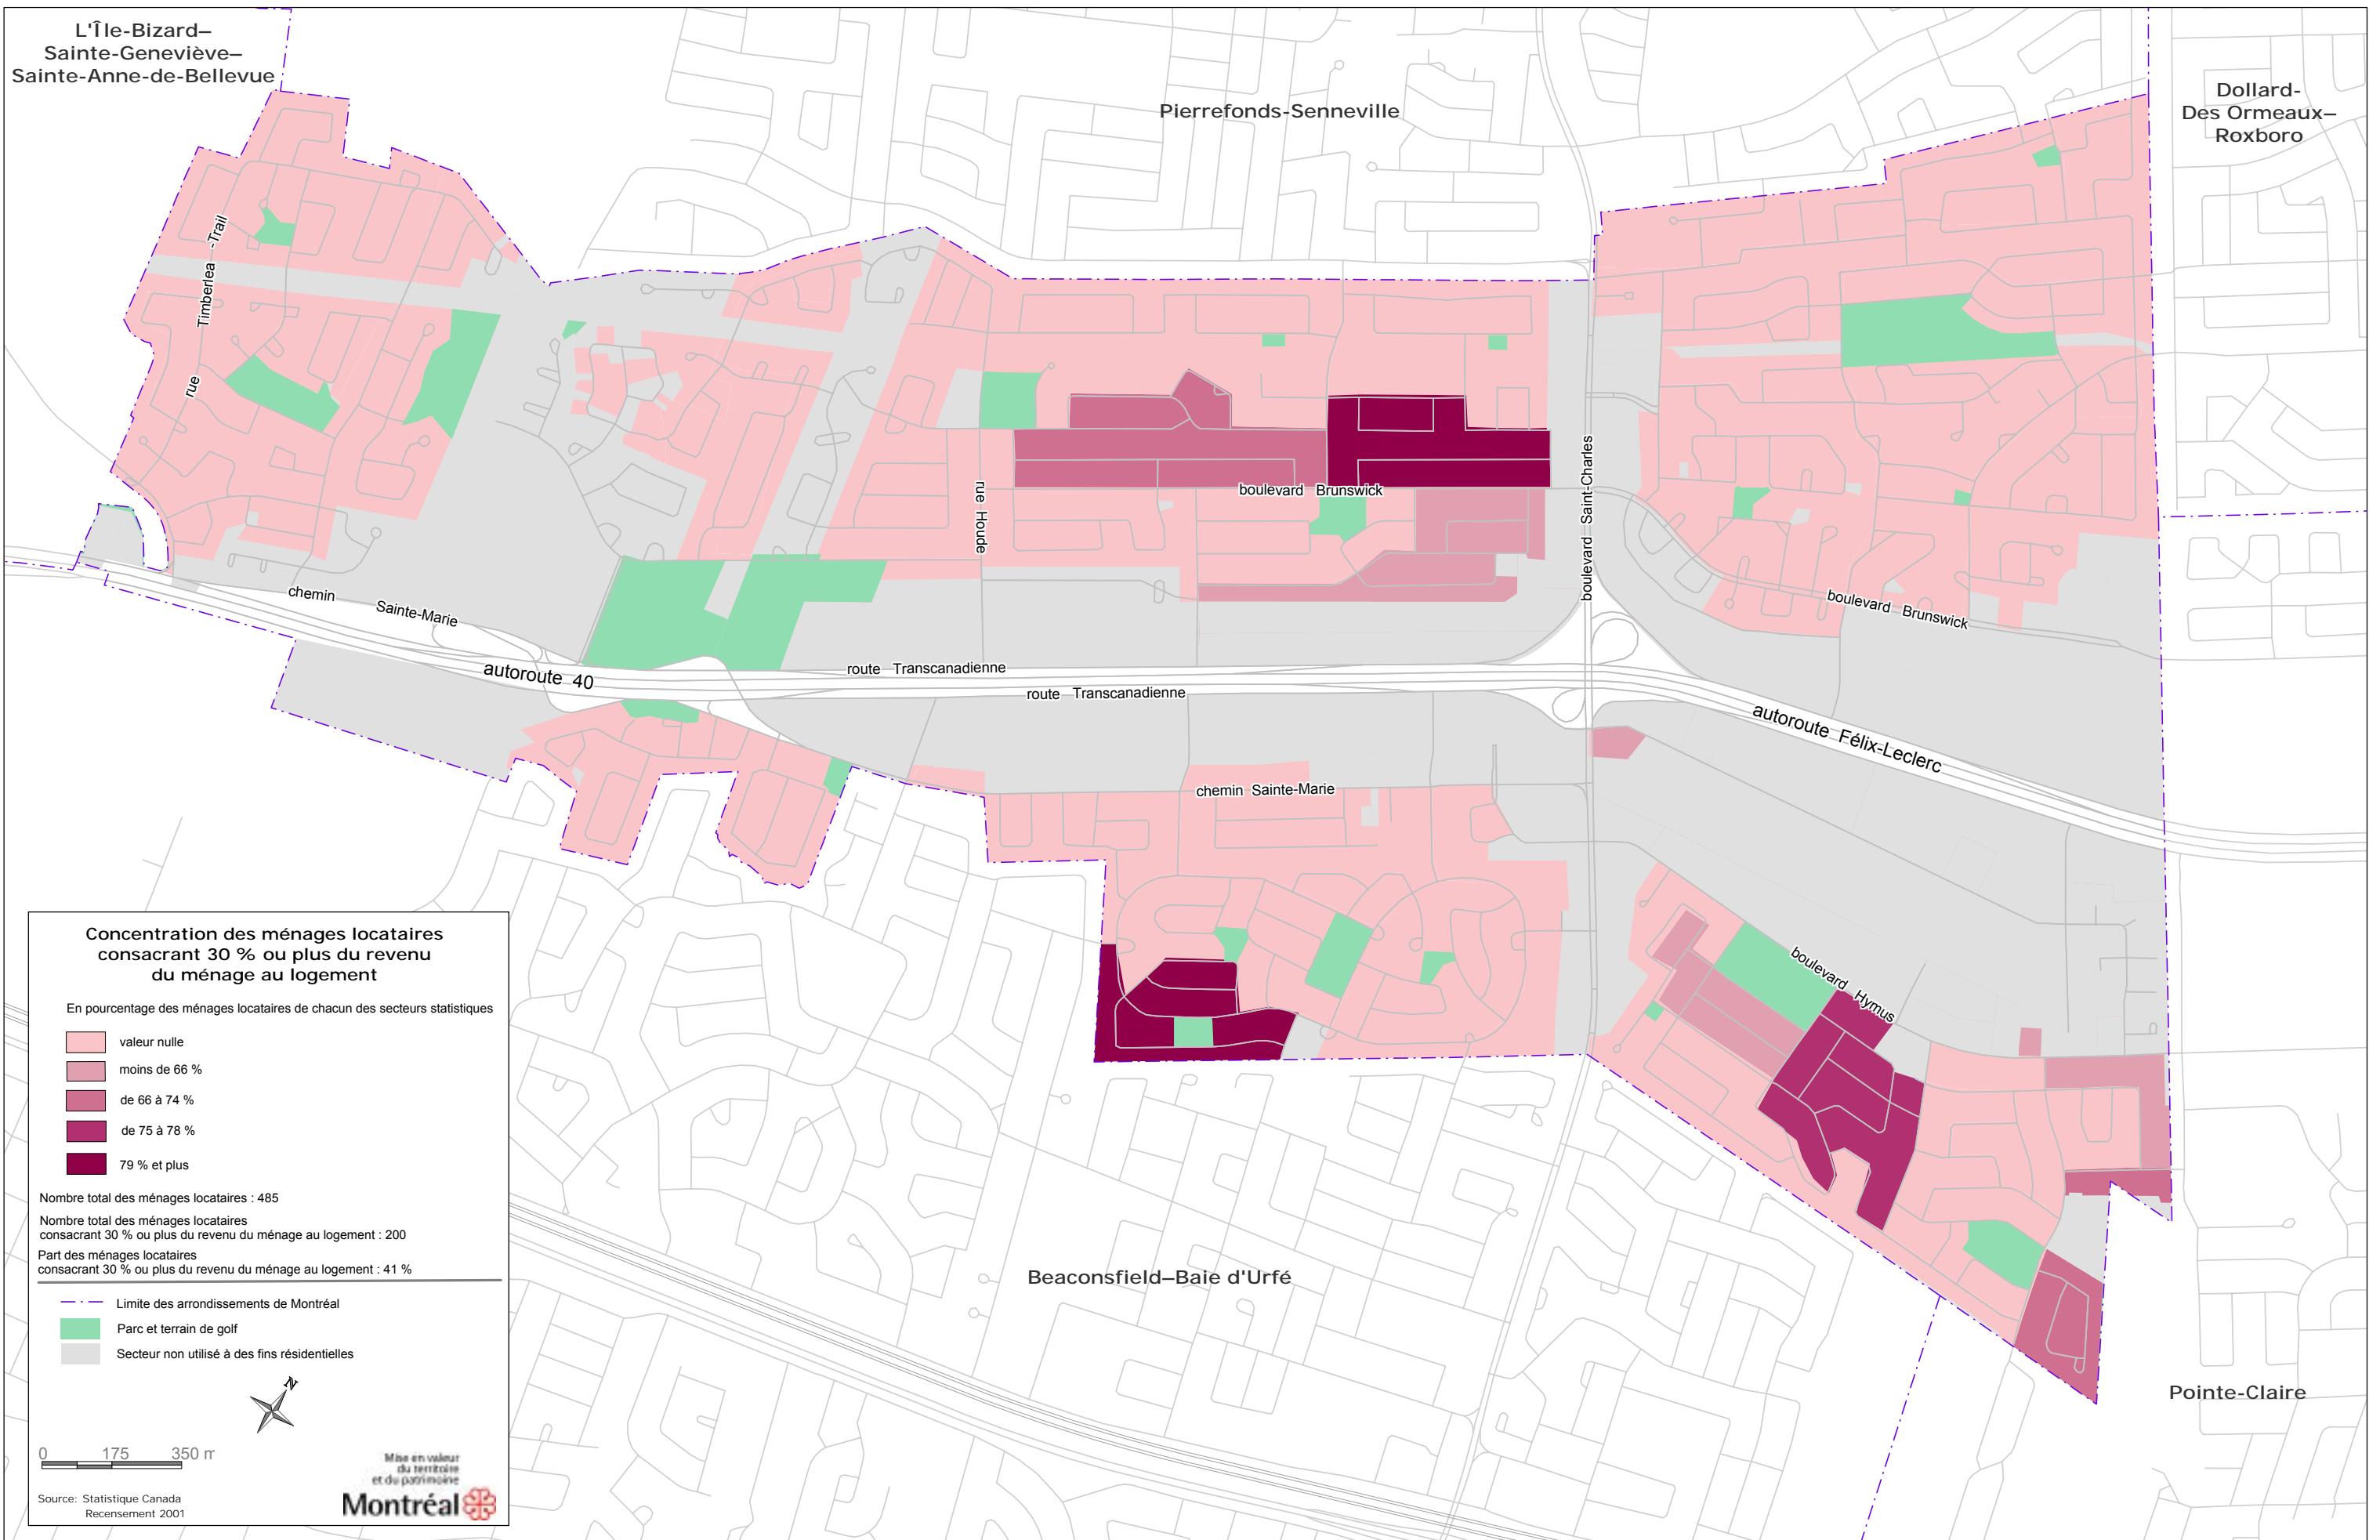 L'Île-Bizard–
Sainte-Geneviève–
Sainte-Anne-de-Bellevue
Pierrefonds-Senneville
Dollard-
Des Ormeaux–
Roxboro
rue Timberlea -Trail
rue Houde
boulevard Brunswick
boulevard Saint-Charles
boulevard Brunswick
chemin Sainte-Marie
autoroute 40
route Transcanadienne
route Transcanadienne
autoroute Félix-Leclerc
chemin Sainte-Marie
boulevard Hymus
Beaconsfield–Baie d'Urfé
Pointe-Claire
Concentration des ménages locataires
consacrant 30 % ou plus du revenu
du ménage au logement
En pourcentage des ménages locataires de chacun des secteurs statistiques
valeur nulle
moins de 66 %
de 66 à 74 %
de 75 à 78 %
79 % et plus
Nombre total des ménages locataires : 485
Nombre total des ménages locataires
consacrant 30 % ou plus du revenu du ménage au logement : 200
Part des ménages locataires
consacrant 30 % ou plus du revenu du ménage au logement : 41 %
Limite des arrondissements de Montréal
Parc et terrain de golf
Secteur non utilisé à des fins résidentielles
N
0 175 350 m
Mise en valeur
du territoire
et du patrimoine
Montréal
Source: Statistique Canada
Recensement 2001